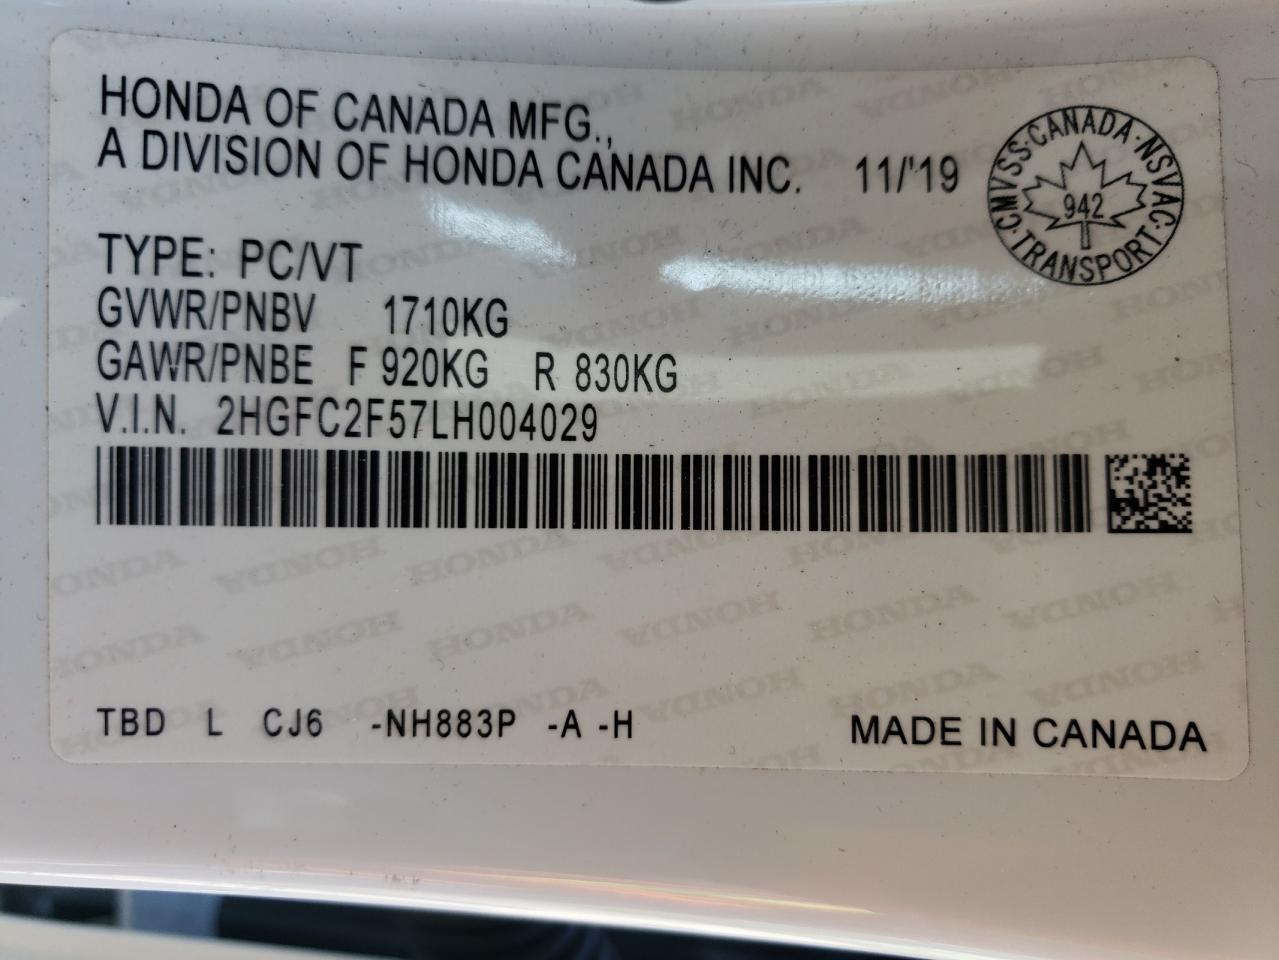 HONDA OF CANADA MFG.,
A DIVISION OF HONDA CANADA INC. 11/'19
CMVSS·CANADA·NSVAC·TRANSPORT·
942
TYPE: PC/VT
GVWR/PNBV 1710KG
GAWR/PNBE F 920KG R 830KG
V.I.N. 2HGFC2F57LH004029
TBD L CJ6 -NH883P -A -H MADE IN CANADA